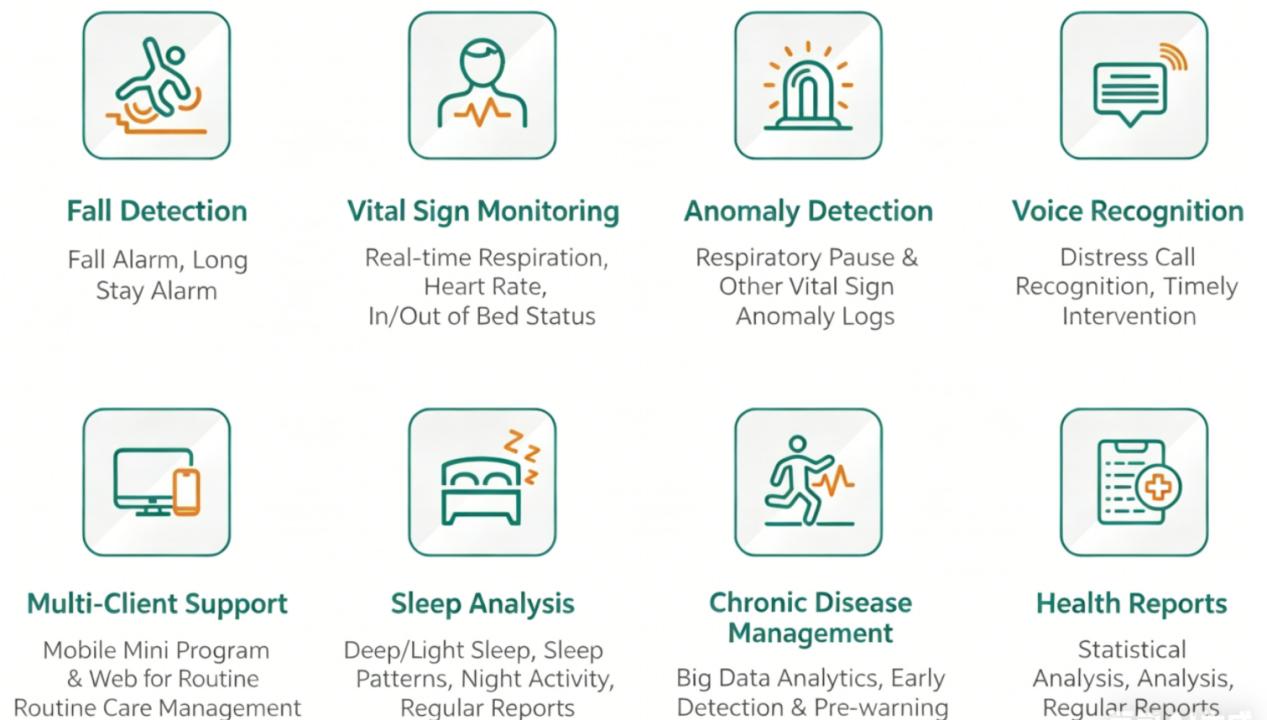 Fall Detection
Fall Alarm, Long
Stay Alarm
Vital Sign Monitoring
Real-time Respiration,
Heart Rate,
In/Out of Bed Status
Anomaly Detection
Respiratory Pause &
Other Vital Sign
Anomaly Logs
Voice Recognition
Distress Call
Recognition, Timely
Intervention
Multi-Client Support
Mobile Mini Program
& Web for Routine
Routine Care Management
Sleep Analysis
Deep/Light Sleep, Sleep
Patterns, Night Activity,
Regular Reports
Chronic Disease
Management
Big Data Analytics, Early
Detection & Pre-warning
Health Reports
Statistical
Analysis, Analysis,
Regular Reports